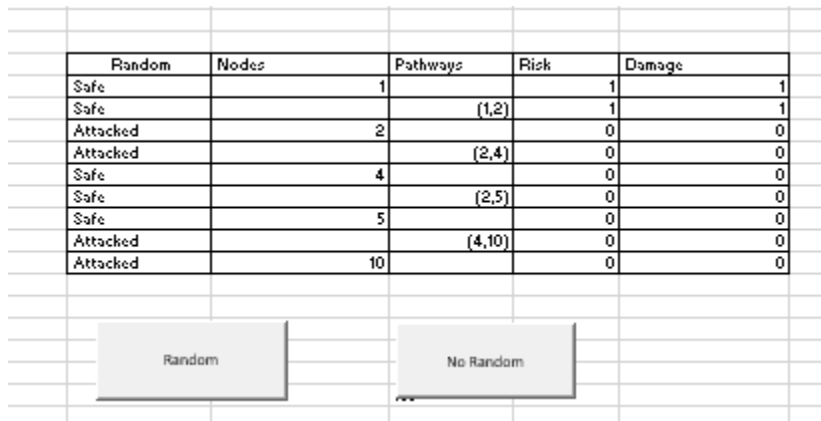 Random Nodes Pathways Risk Damage
Safe 1 1 1
Safe (1,2) 1 1
Attacked 2 0 0
Attacked (2,4) 0 0
Safe 4 0 0
Safe (2,5) 0 0
Safe 5 0 0
Attacked (4,10) 0 0
Attacked 10 0 0
Random No Random